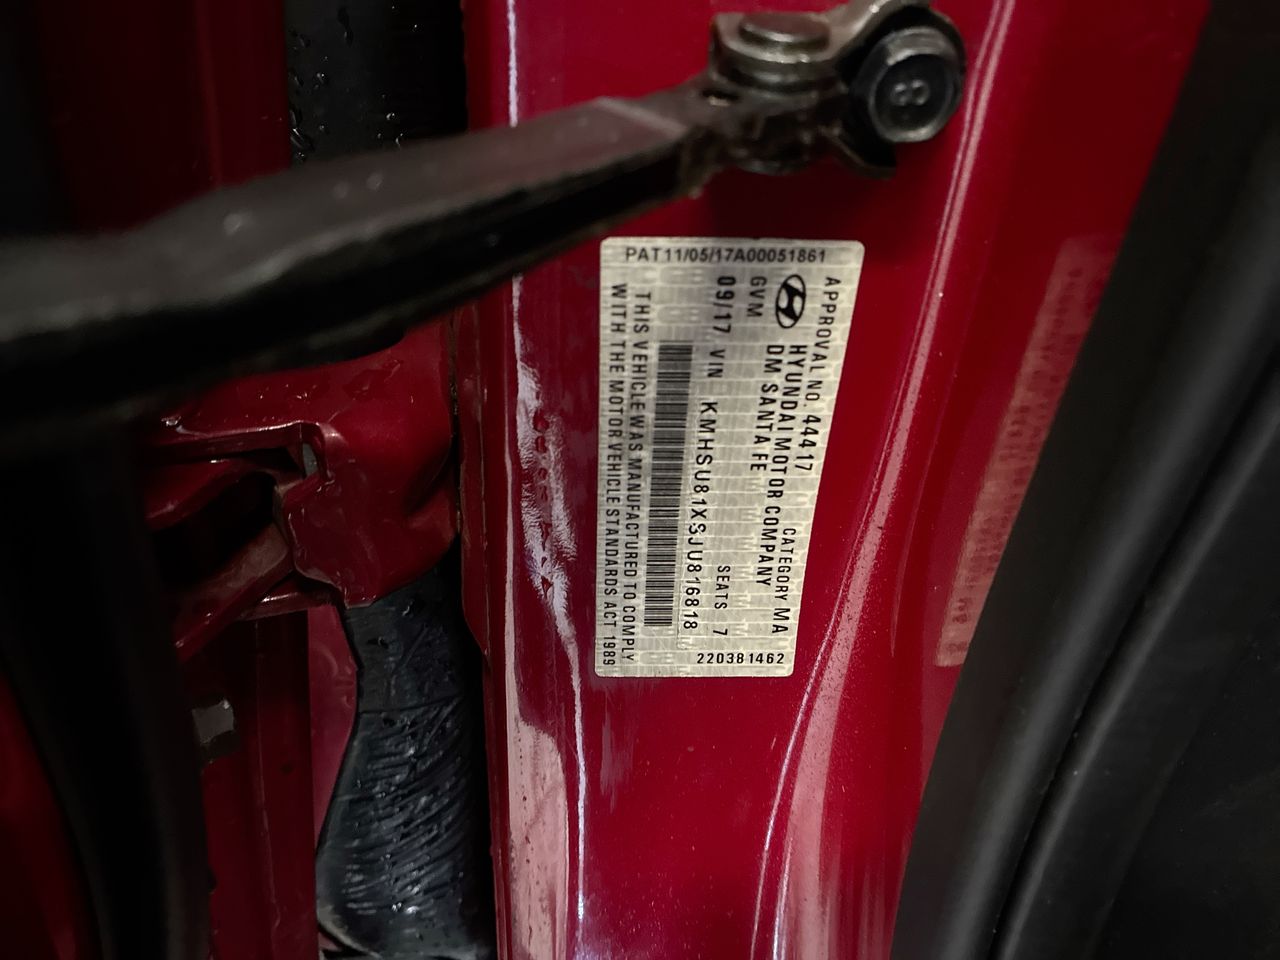 PAT11/05/17A00051861
APPROVAL NO. 44417 CATEGORY MA
HYUNDAI MOTOR COMPANY
DM SANTA FE
GVM SEATS 7
09/17 VIN KMHSU81XSJU816818
THIS VEHICLE WAS MANUFACTURED TO COMPLY
WITH THE MOTOR VEHICLE STANDARDS ACT 1989
220381462
8